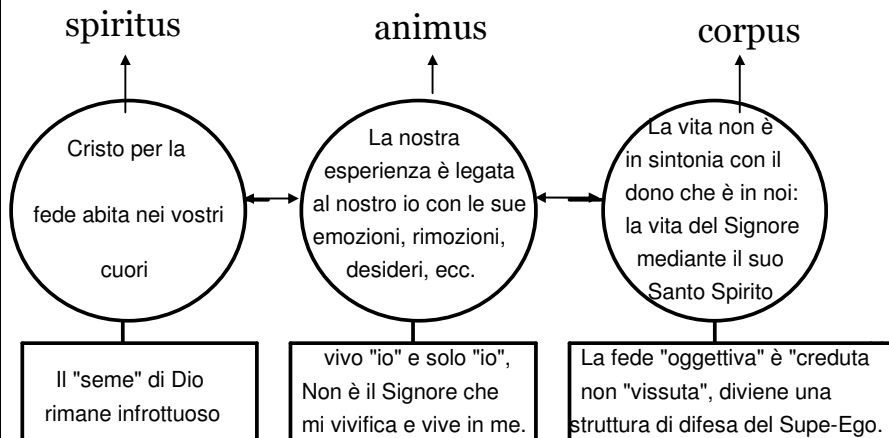 spiritus
animus
corpus
Cristo per la
fede abita nei vostri
cuori
La nostra
esperienza è legata
al nostro io con le sue
emozioni, rimozioni,
desideri, ecc.
La vita non è
in sintonia con il
dono che è in noi:
la vita del Signore
mediante il suo
Santo Spirito
Il "seme" di Dio
rimane infrottuoso
vivo "io" e solo "io",
Non è il Signore che
mi vivifica e vive in me.
La fede "oggettiva" è "creduta
non "vissuta", diviene una
struttura di difesa del Supe-Ego.